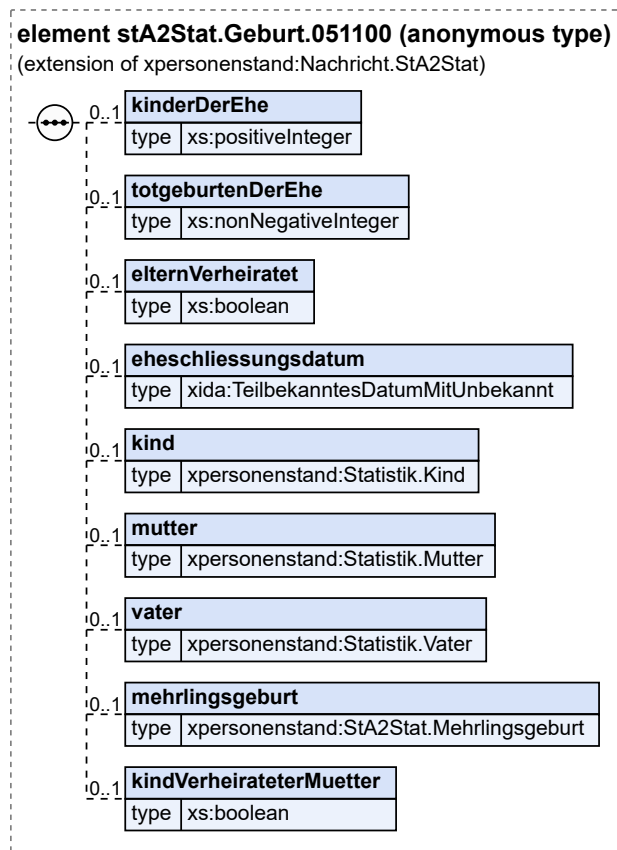 element stA2Stat.Geburt.051100 (anonymous type)
(extension of xpersonenstand:Nachricht.StA2Stat)
0..1 kinderDerEhe
type xs:positiveInteger
0..1 totgeburtenDerEhe
type xs:nonNegativeInteger
0..1 elternVerheiratet
type xs:boolean
0..1 eheschliessungsdatum
type xida:TeilbekanntesDatumMitUnbekannt
0..1 kind
type xpersonenstand:Statistik.Kind
0..1 mutter
type xpersonenstand:Statistik.Mutter
0..1 vater
type xpersonenstand:Statistik.Vater
0..1 mehrlingsgeburt
type xpersonenstand:StA2Stat.Mehrlingsgeburt
0..1 kindVerheirateterMuetter
type xs:boolean